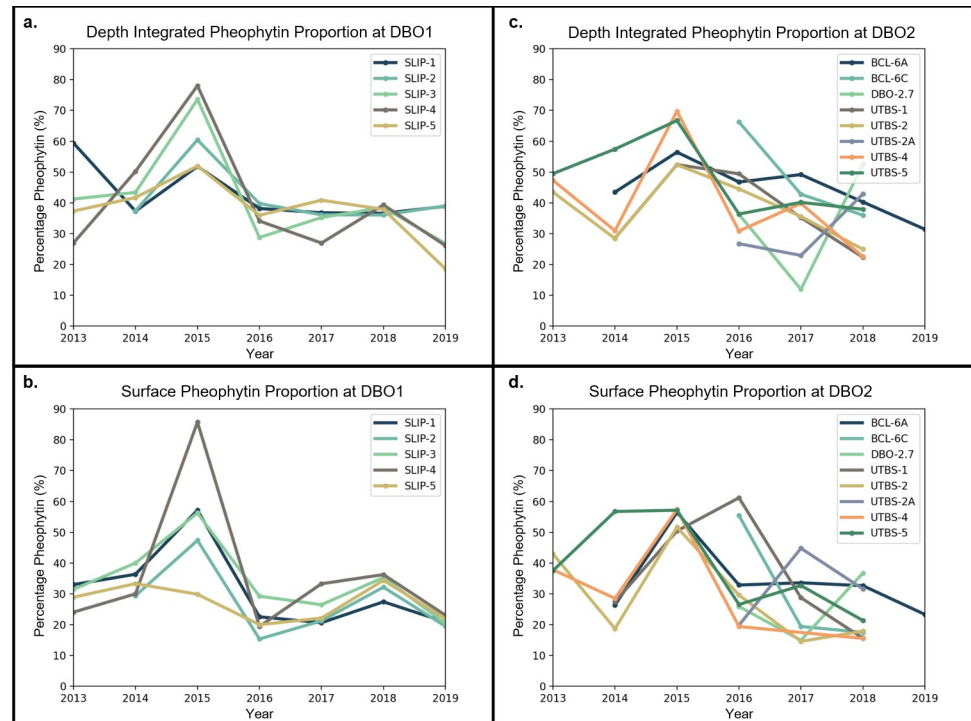 a.
Depth Integrated Pheophytin Proportion at DBO1
90
80
70
60
50
40
30
20
10
0
Percentage Pheophytin (%)
2013 2014 2015 2016 2017 2018 2019
Year
SLIP-1
SLIP-2
SLIP-3
SLIP-4
SLIP-5
c.
Depth Integrated Pheophytin Proportion at DBO2
90
80
70
60
50
40
30
20
10
0
Percentage Pheophytin (%)
2013 2014 2015 2016 2017 2018 2019
Year
BCL-6A
BCL-6C
DBO-2.7
UTBS-1
UTBS-2
UTBS-2A
UTBS-4
UTBS-5
b.
Surface Pheophytin Proportion at DBO1
90
80
70
60
50
40
30
20
10
0
Percentage Pheophytin (%)
2013 2014 2015 2016 2017 2018 2019
Year
SLIP-1
SLIP-2
SLIP-3
SLIP-4
SLIP-5
d.
Surface Pheophytin Proportion at DBO2
90
80
70
60
50
40
30
20
10
0
Percentage Pheophytin (%)
2013 2014 2015 2016 2017 2018 2019
Year
BCL-6A
BCL-6C
DBO-2.7
UTBS-1
UTBS-2
UTBS-2A
UTBS-4
UTBS-5